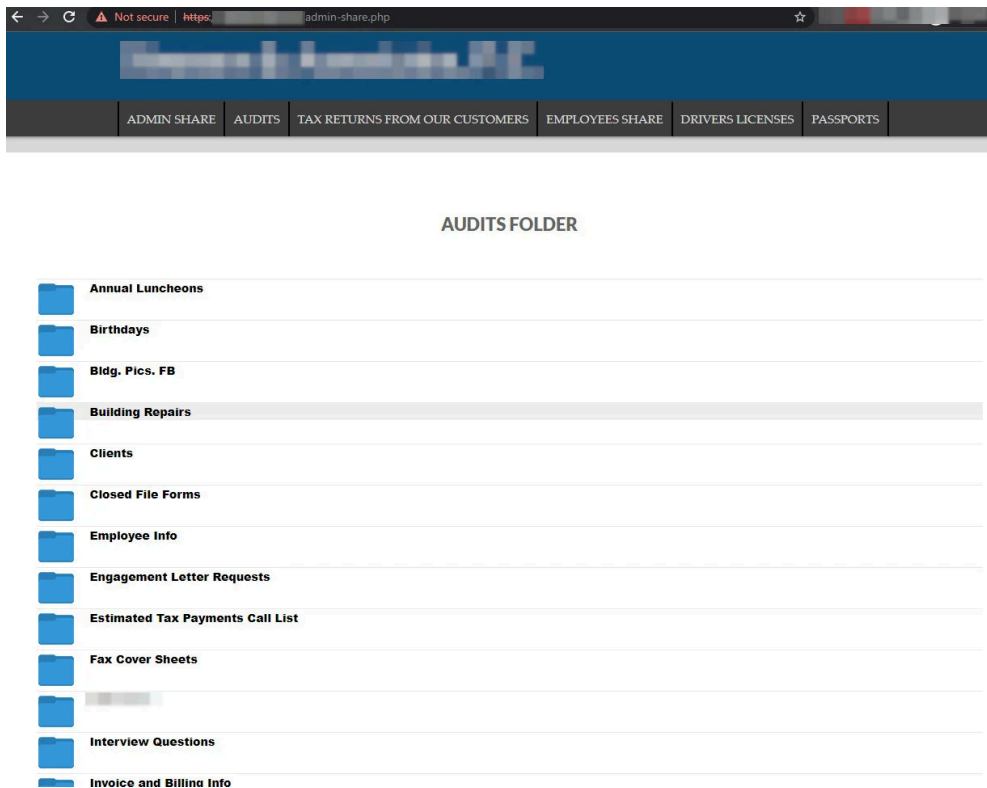 Not secure | https: admin-share.php
ADMIN SHARE AUDITS TAX RETURNS FROM OUR CUSTOMERS EMPLOYEES SHARE DRIVERS LICENSES PASSPORTS
AUDITS FOLDER
Annual Luncheons
Birthdays
Bldg. Pics. FB
Building Repairs
Clients
Closed File Forms
Employee Info
Engagement Letter Requests
Estimated Tax Payments Call List
Fax Cover Sheets
Interview Questions
Invoice and Billing Info